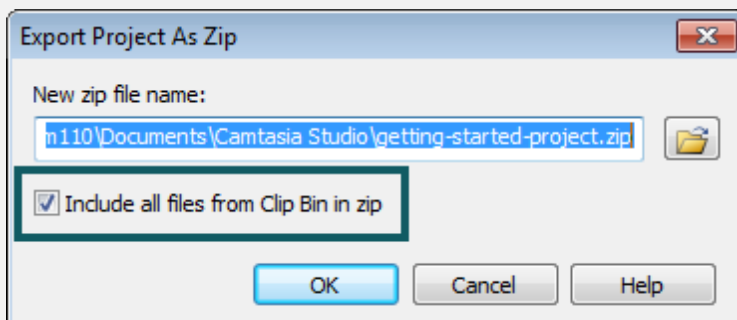 Export Project As Zip
New zip file name:
m110\Documents\Camtasia Studio\getting-started-project.zip
Include all files from Clip Bin in zip
OK Cancel Help